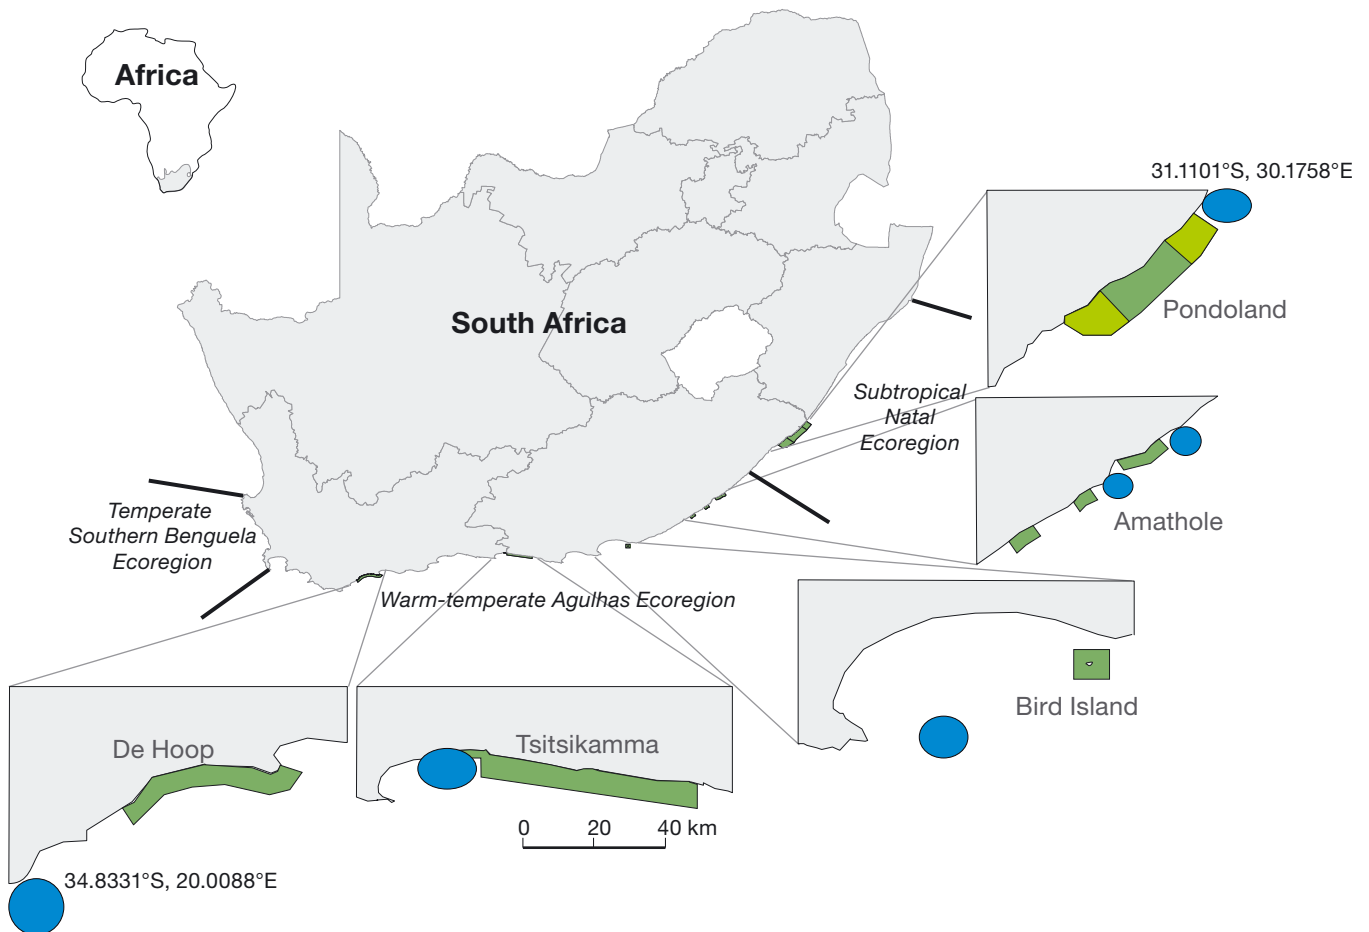 Africa
31.1101°S, 30.1758°E
Pondoland
South Africa
Subtropical
Natal
Ecoregion
Temperate
Southern Benguela
Ecoregion
Amathole
Warm-temperate Agulhas Ecoregion
Bird Island
De Hoop
Tsitsikamma
0 20 40 km
34.8331°S, 20.0088°E